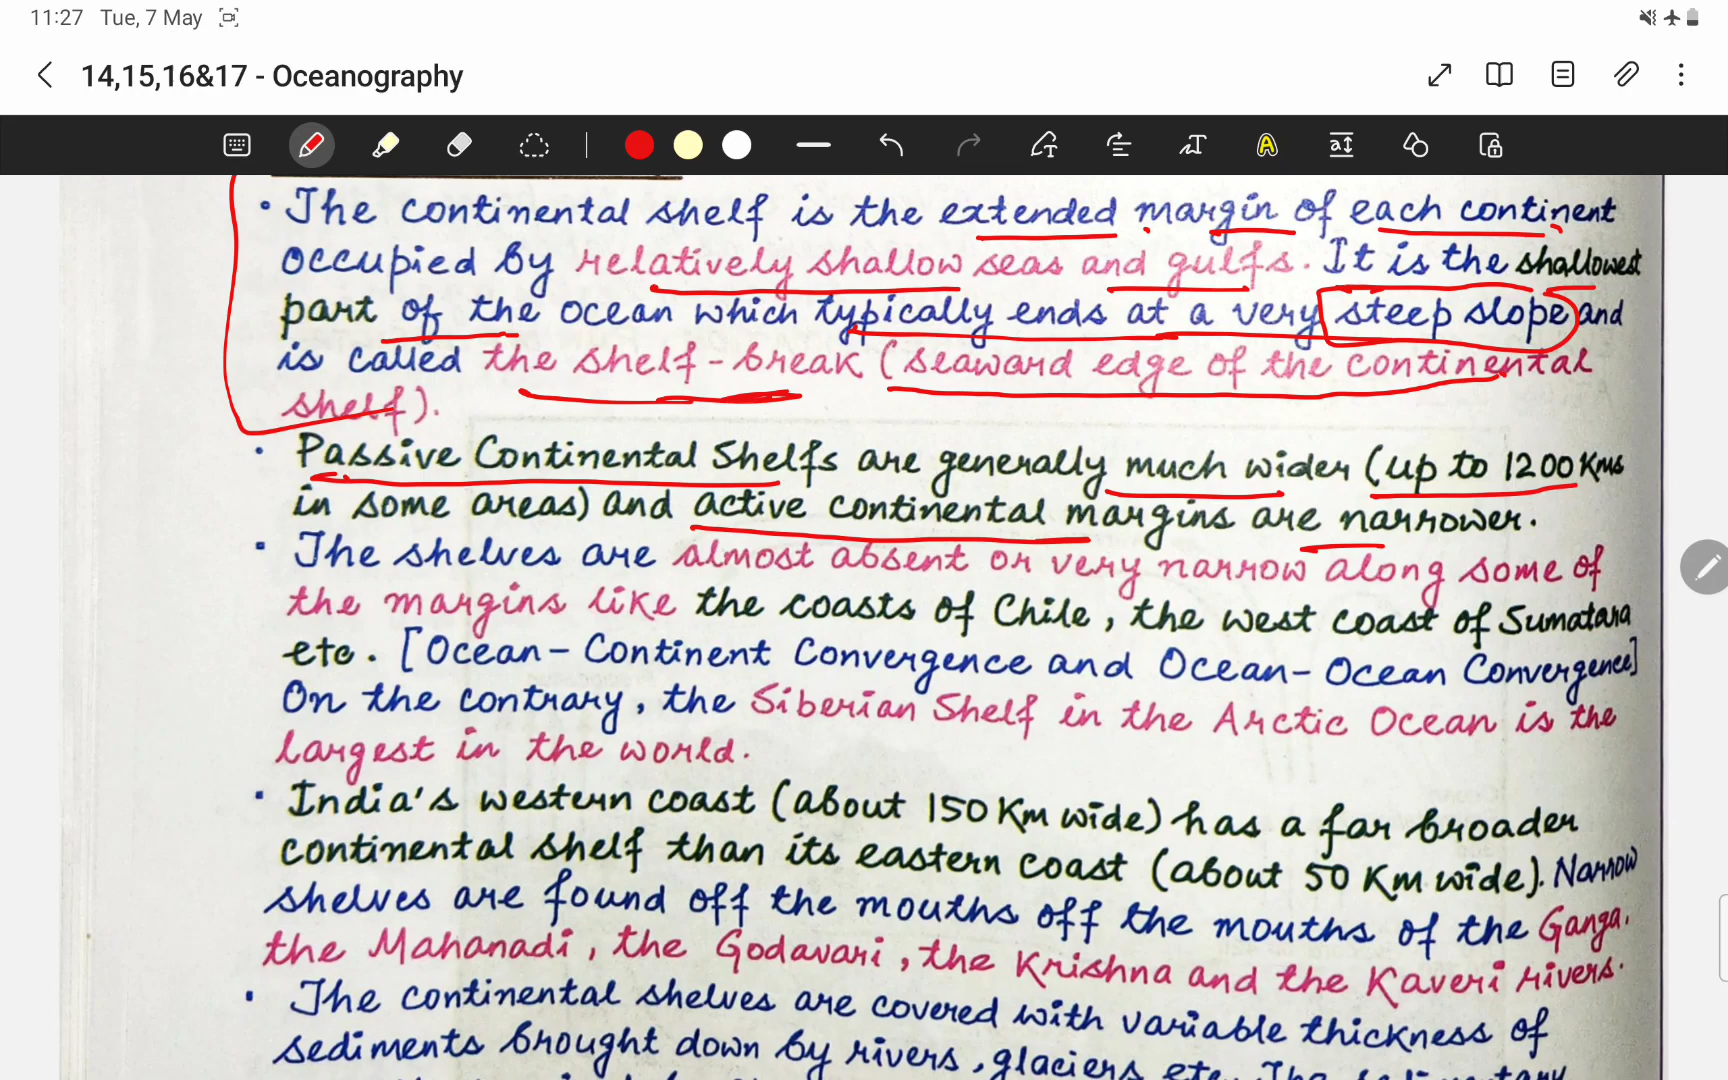 11:27 Tue, 7 May
14,15,16&17 - Oceanography
• The continental shelf is the extended margin of each continent
occupied by relatively shallow seas and gulfs. It is the shallowest
part of the ocean which typically ends at a very steep slope and
is called the shelf-break (seaward edge of the continental
shelf).
• Passive Continental Shelfs are generally much wider (up to 1200 Kms
in some areas) and active continental margins are narrower.
• The shelves are almost absent or very narrow along some of
the margins like the coasts of Chile, the west coast of Sumatara
etc. [Ocean-Continent Convergence and Ocean-Ocean Convergence]
On the contrary, the Siberian Shelf in the Arctic Ocean is the
largest in the world.
• India's western coast (about 150 Km wide) has a far broader
continental shelf than its eastern coast (about 50 Km wide). Narrow
shelves are found off the mouths off the mouths of the Ganga,
the Mahanadi, the Godavari, the Krishna and the Kaveri rivers.
• The continental shelves are covered with variable thickness of
sediments brought down by rivers, glaciers etc. The sedimentary